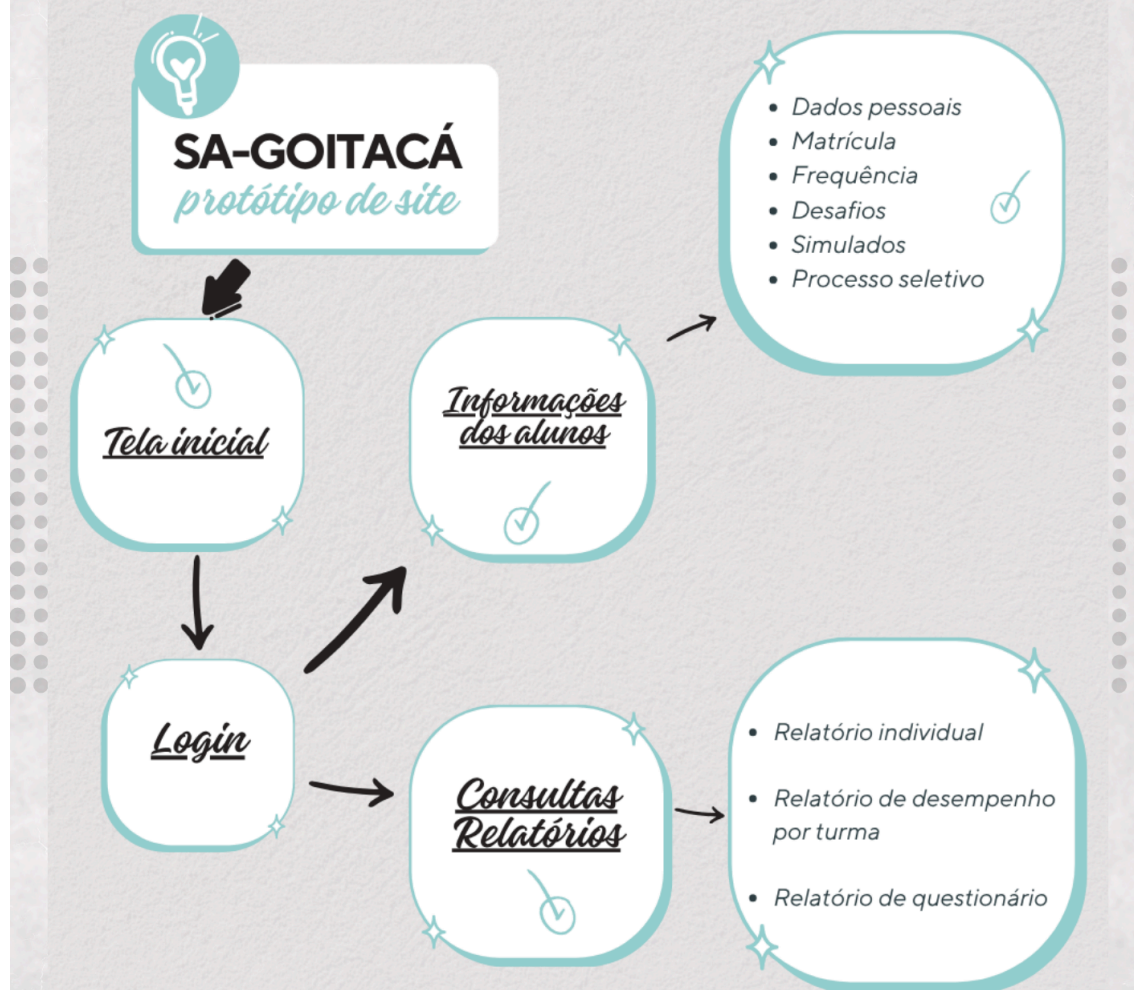 SA-GOITACÁ
protótipo de site
Tela inicial
Login
Informações
dos alunos
• Dados pessoais
• Matrícula
• Frequência
• Desafios
• Simulados
• Processo seletivo
Consultas
Relatórios
• Relatório individual
• Relatório de desempenho
por turma
• Relatório de questionário